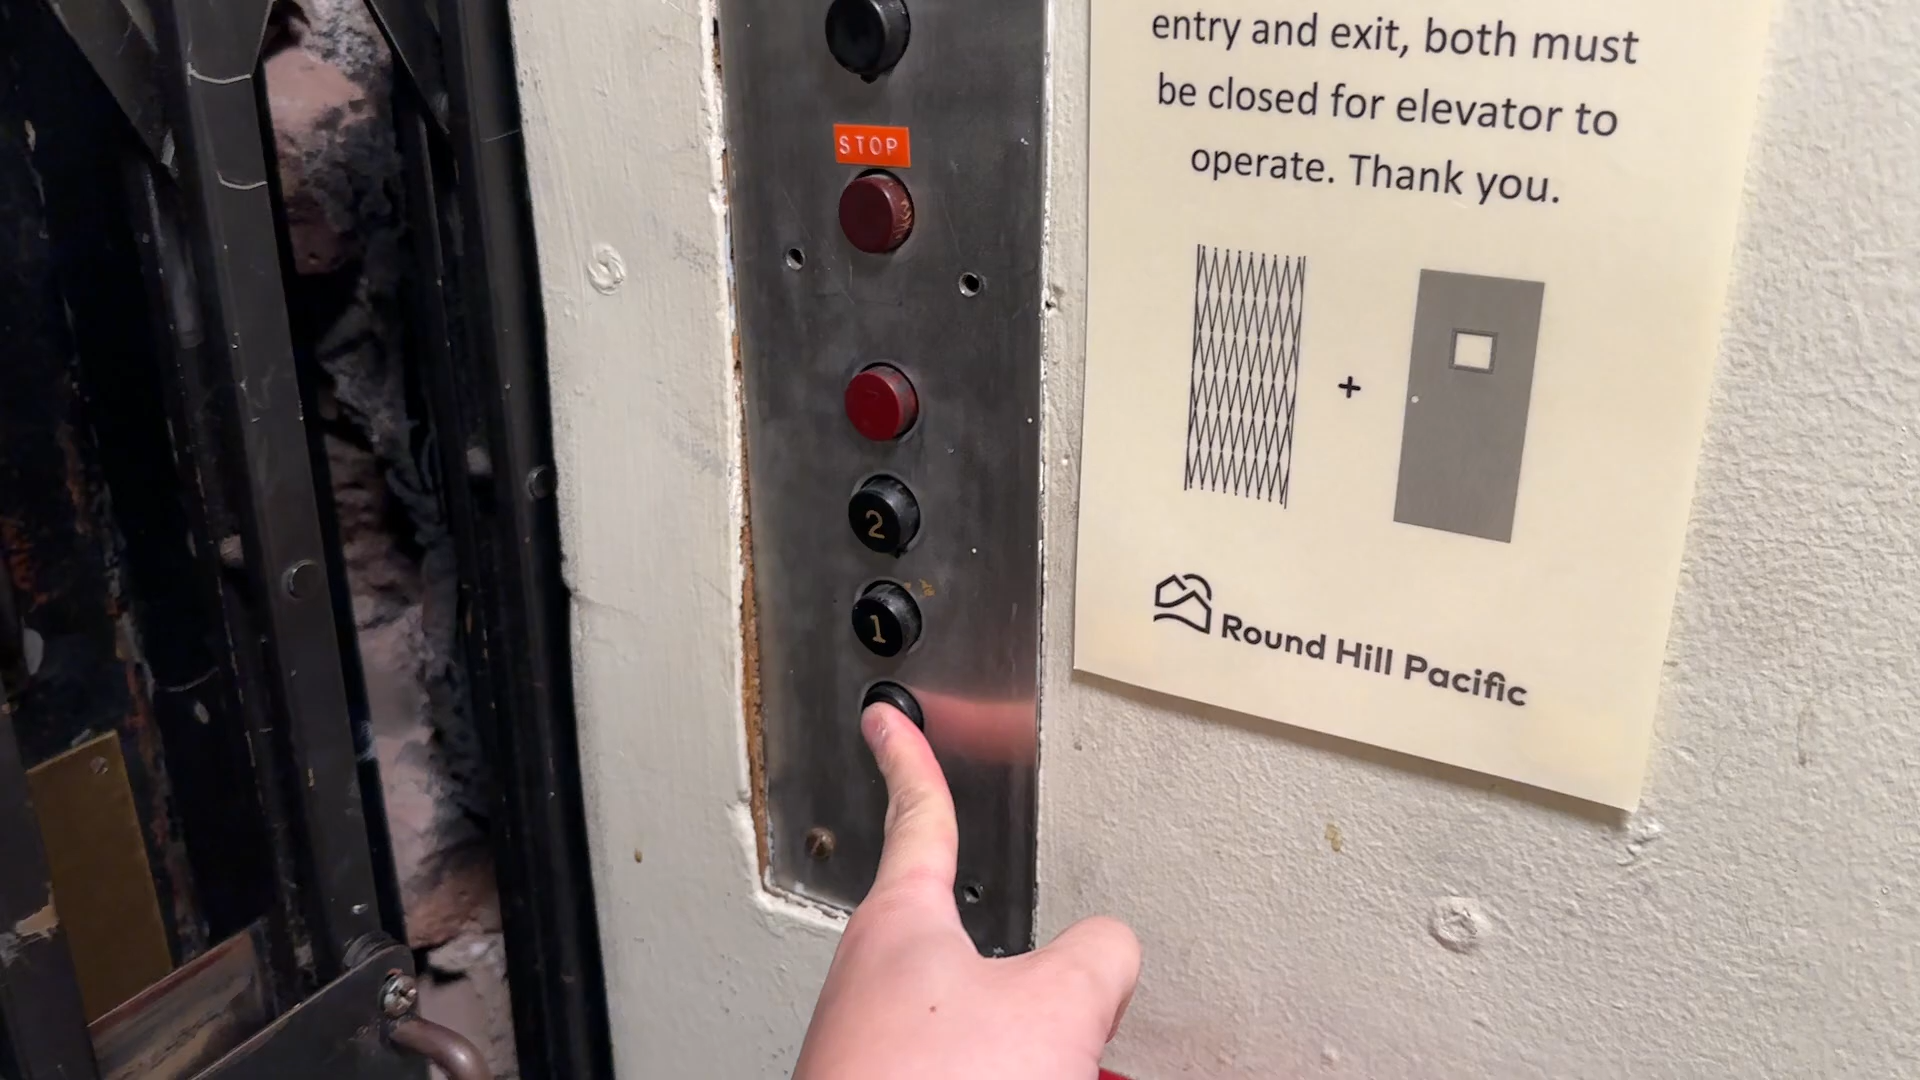 entry and exit, both must
be closed for elevator to
operate. Thank you.
STOP
2
1
+
Round Hill Pacific